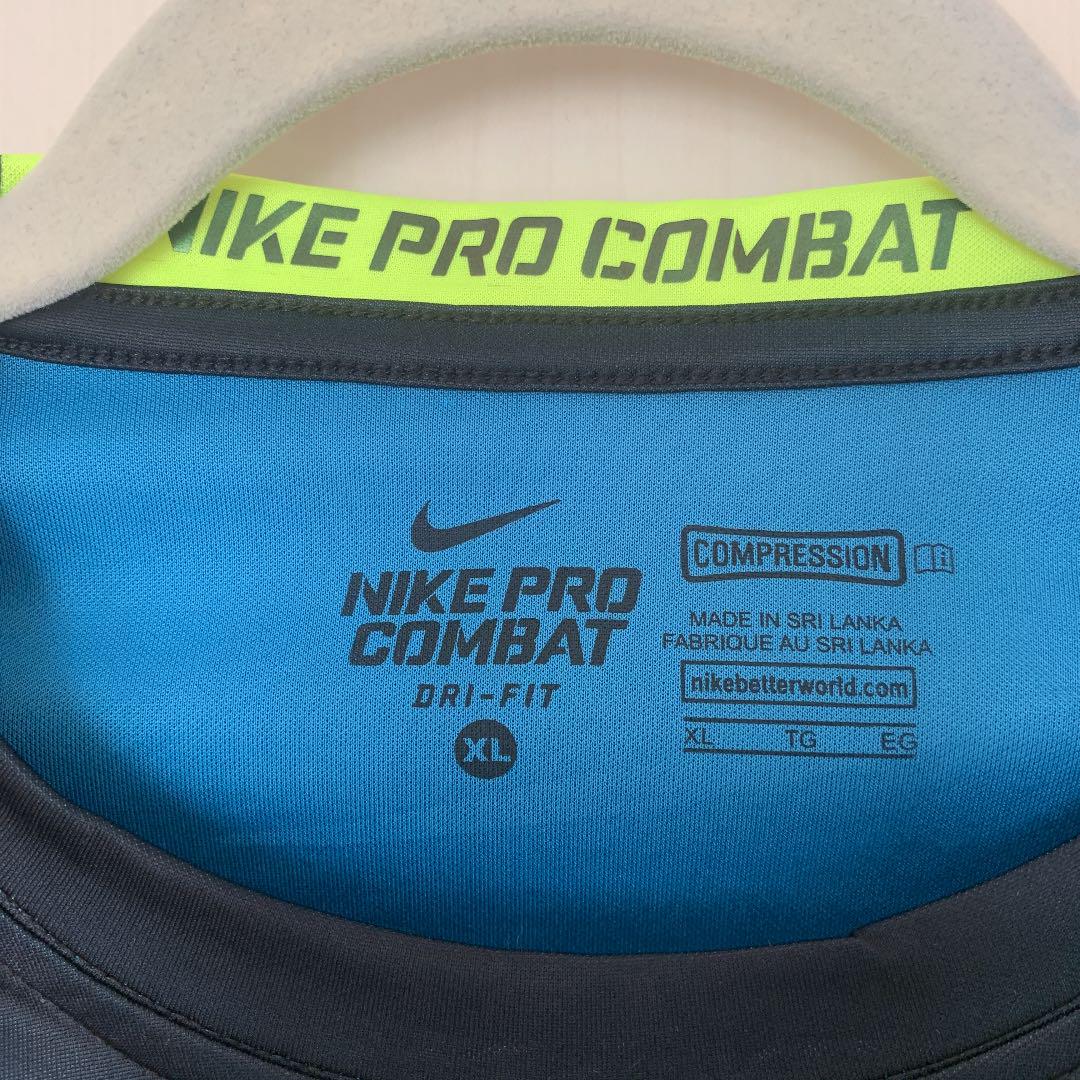 NIKE PRO COMBAT
NIKE PRO
COMBAT
DRI-FIT
XL
COMPRESSION
MADE IN SRI LANKA
FABRIQUE AU SRI LANKA
nikebetterworld.com
XL TG EG